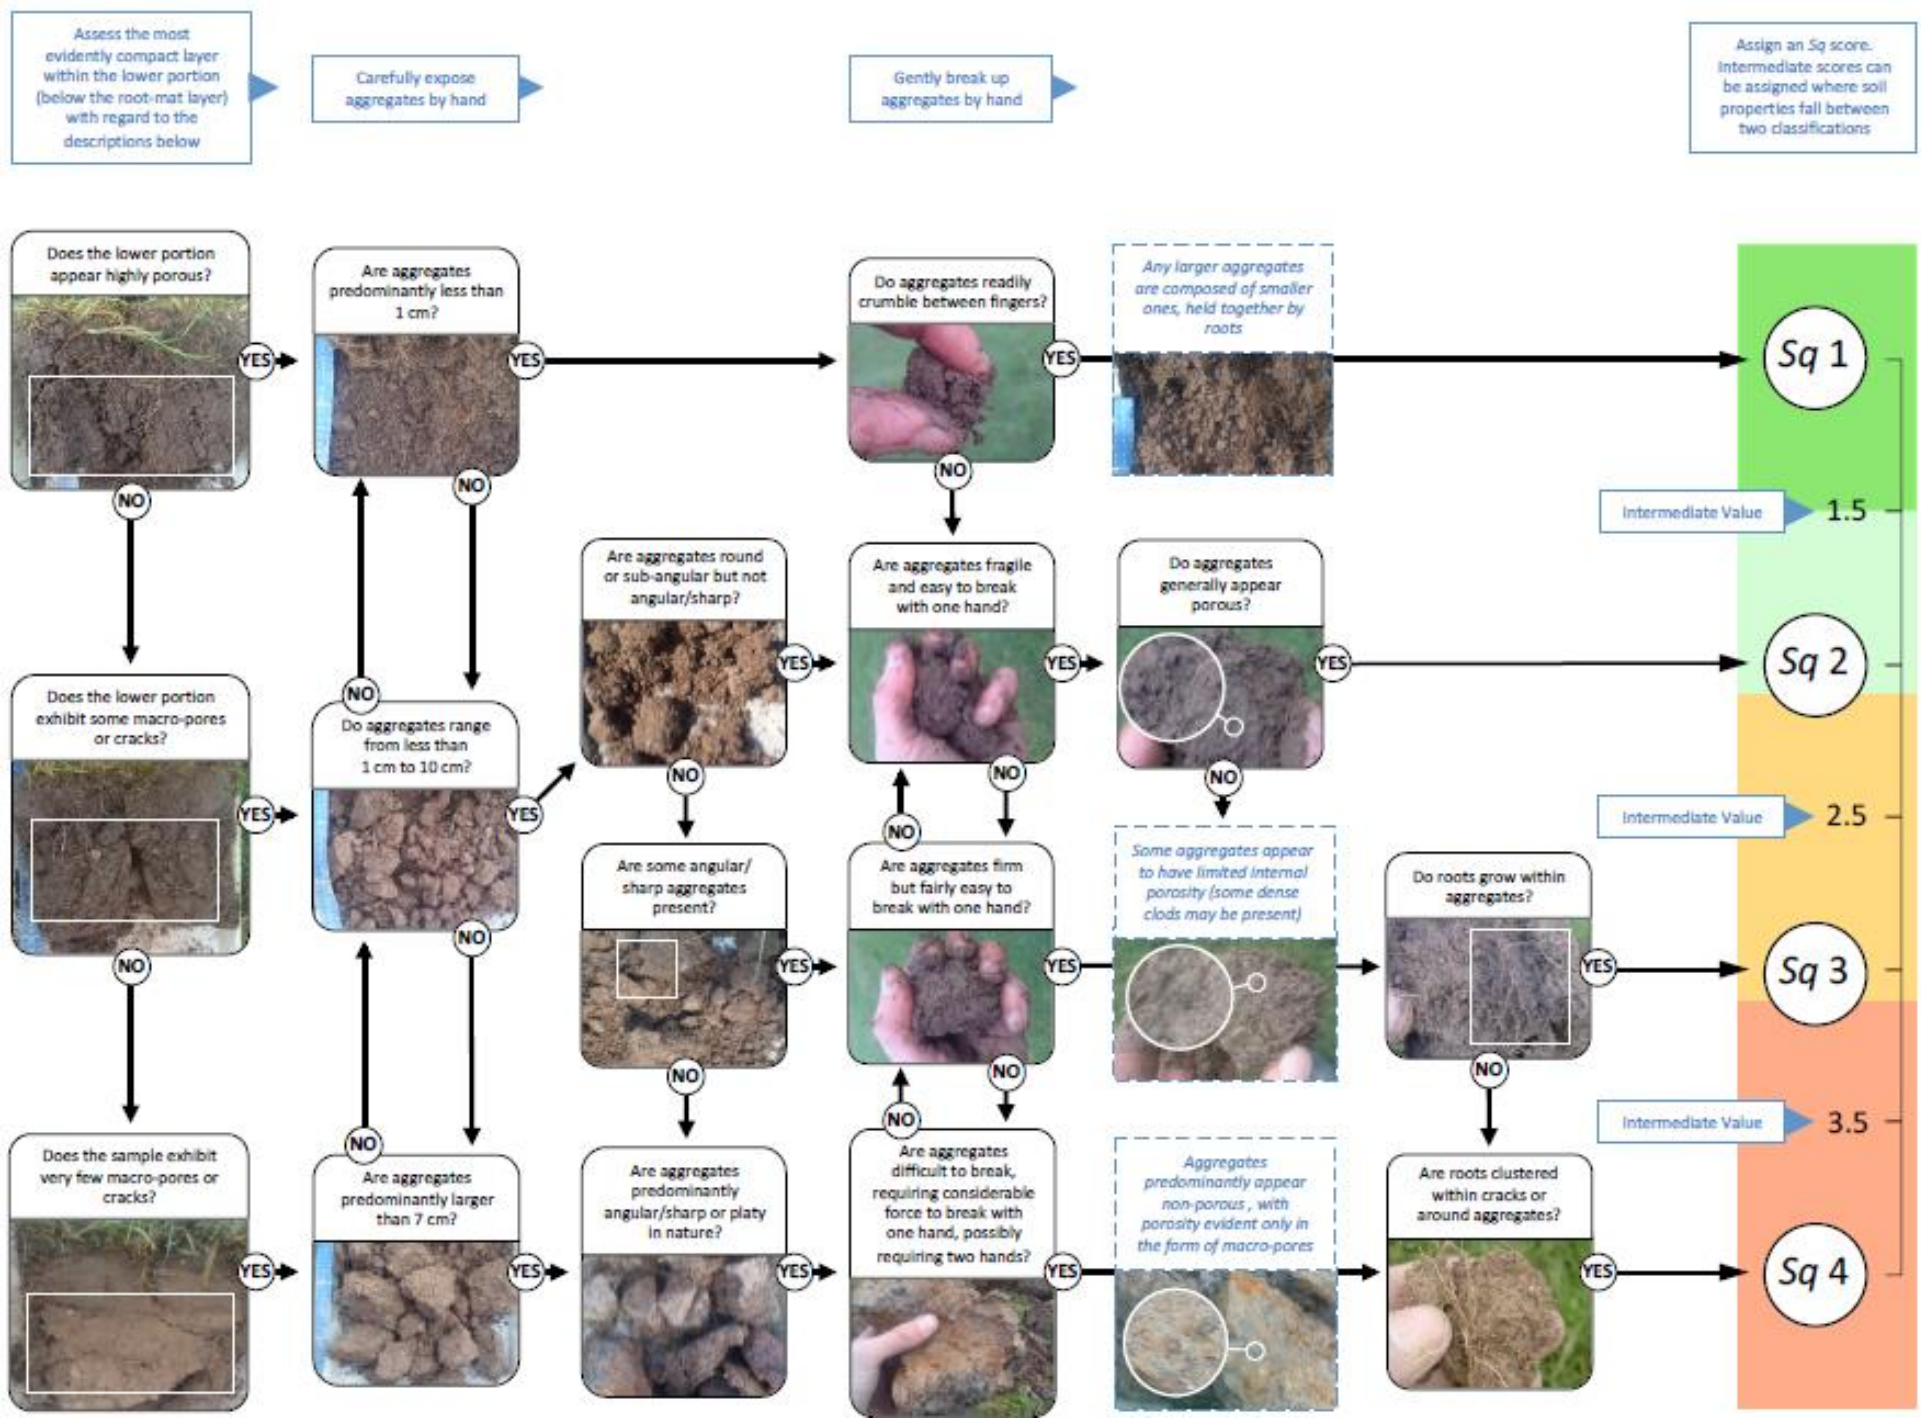 Assess the most
evidently compact layer
within the lower portion
(below the root-mat layer)
with regard to the
descriptions below
Carefully expose
aggregates by hand
Gently break up
aggregates by hand
Assign an Sq score.
Intermediate scores can
be assigned where soil
properties fall between
two classifications
Does the lower portion
appear highly porous?
YES
NO
Are aggregates
predominantly less than
1 cm?
YES
NO
Do aggregates readily
crumble between fingers?
YES
NO
Any larger aggregates
are composed of smaller
ones, held together by
roots
Sq 1
Intermediate Value
1.5
Does the lower portion
exhibit some macro-pores
or cracks?
YES
NO
NO
Do aggregates range
from less than
1 cm to 10 cm?
YES
NO
Are aggregates round
or sub-angular but not
angular/sharp?
YES
NO
Are aggregates fragile
and easy to break
with one hand?
YES
NO
Do aggregates
generally appear
porous?
YES
NO
Sq 2
Intermediate Value
2.5
Are some angular/
sharp aggregates
present?
YES
NO
NO
Are aggregates firm
but fairly easy to
break with one hand?
YES
NO
Some aggregates appear
to have limited internal
porosity (some dense
clods may be present)
Do roots grow within
aggregates?
YES
NO
Sq 3
Intermediate Value
3.5
Does the sample exhibit
very few macro-pores or
cracks?
YES
NO
Are aggregates
predominantly larger
than 7 cm?
YES
Are aggregates
predominantly
angular/sharp or platy
in nature?
YES
NO
Are aggregates
difficult to break,
requiring considerable
force to break with
one hand, possibly
requiring two hands?
YES
Aggregates
predominantly appear
non-porous , with
porosity evident only in
the form of macro-pores
Are roots clustered
within cracks or
around aggregates?
YES
Sq 4